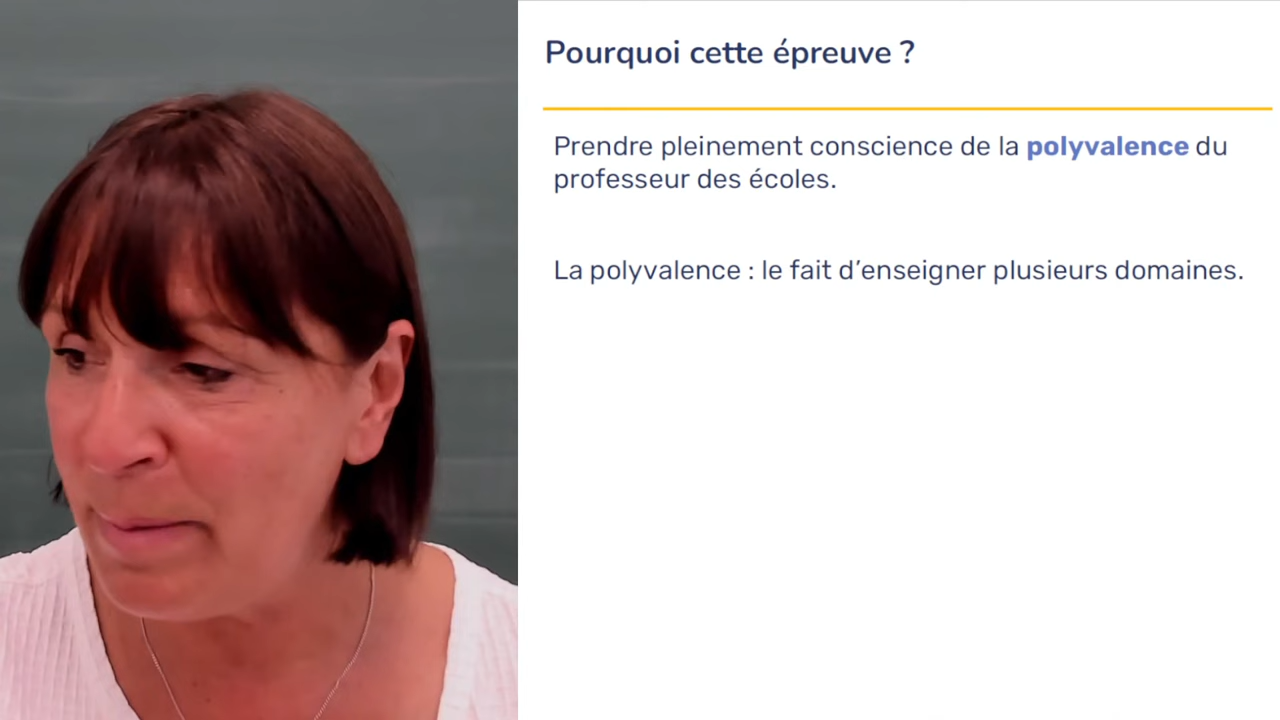 Pourquoi cette épreuve ?
Prendre pleinement conscience de la polyvalence du
professeur des écoles.
La polyvalence : le fait d’enseigner plusieurs domaines.